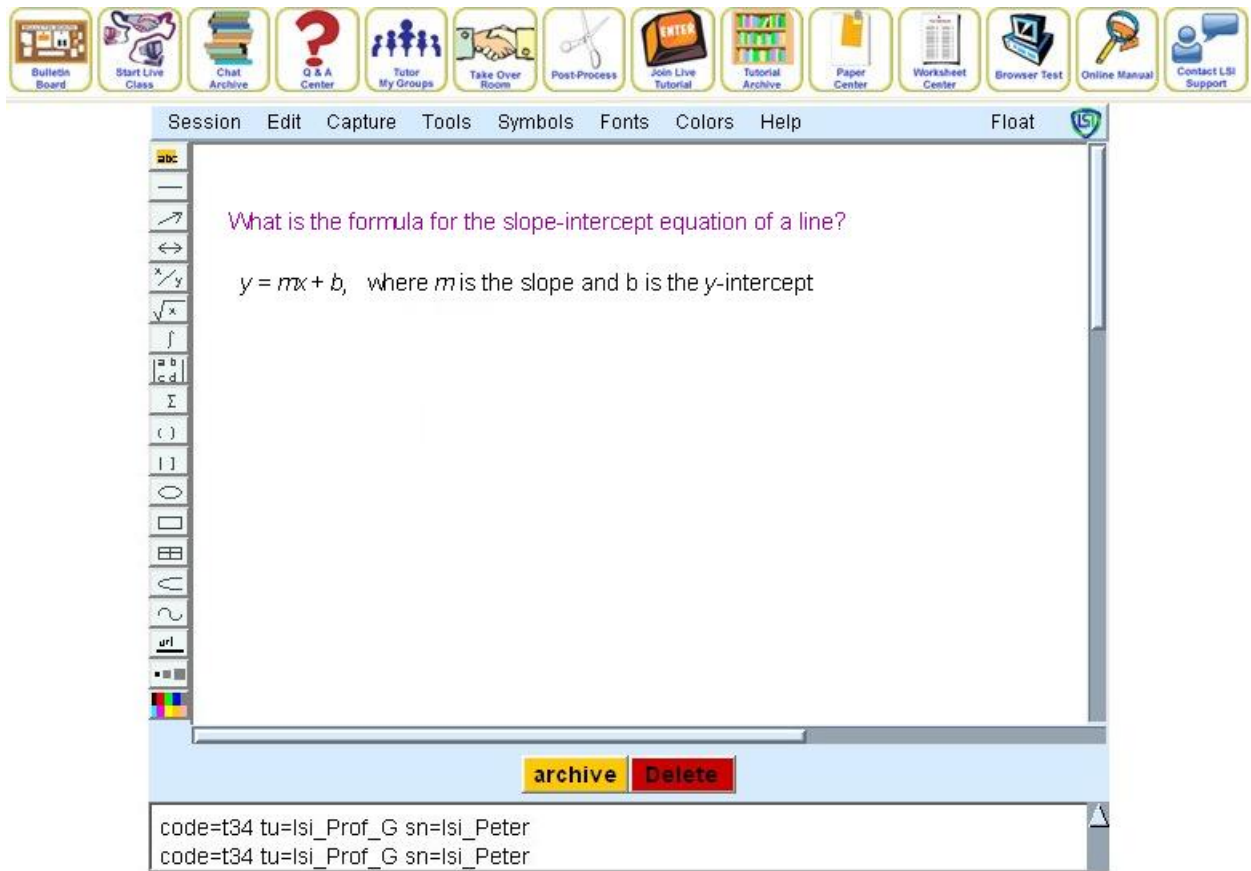 Bulletin Board
Start Live Class
Chat Archive
Q & A Center
Tutor My Groups
Take Over Room
Post-Process
ENTER
Join Live Tutorial
Tutorial Archive
Paper Center
Worksheet Center
Browser Test
Online Manual
Contact LSI Support
Session Edit Capture Tools Symbols Fonts Colors Help Float LSI
abc
What is the formula for the slope-intercept equation of a line?
x/y
y = mx + b, where m is the slope and b is the y-intercept
√x
∫
|a b
c d|
Σ
( )
[ ]
url
archive Delete
code=t34 tu=lsi_Prof_G sn=lsi_Peter
code=t34 tu=lsi_Prof_G sn=lsi_Peter